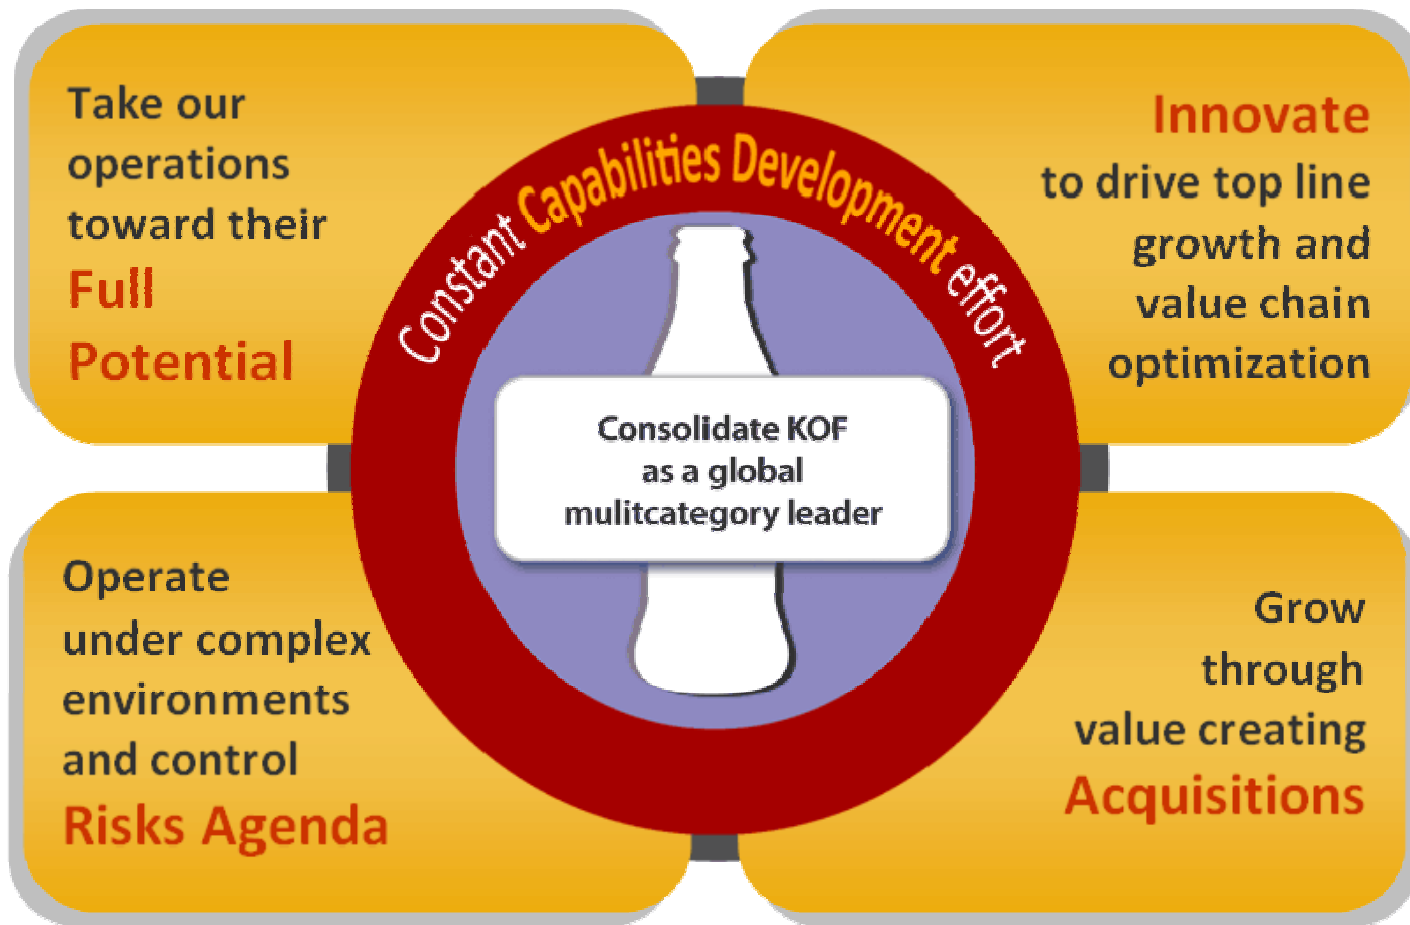 Take our
operations
toward their
Full
Potential
Innovate
to drive top line
growth and
value chain
optimization
Constant Capabilities Development effort
Consolidate KOF
as a global
mulitcategory leader
Operate
under complex
environments
and control
Risks Agenda
Grow
through
value creating
Acquisitions